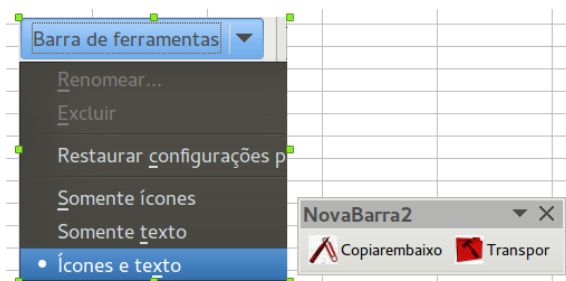 Barra de ferramentas
Renomear...
Excluir
Restaurar configurações p
Somente ícones
Somente texto
Ícones e texto
NovaBarra2
Copiarembaixo Transpor